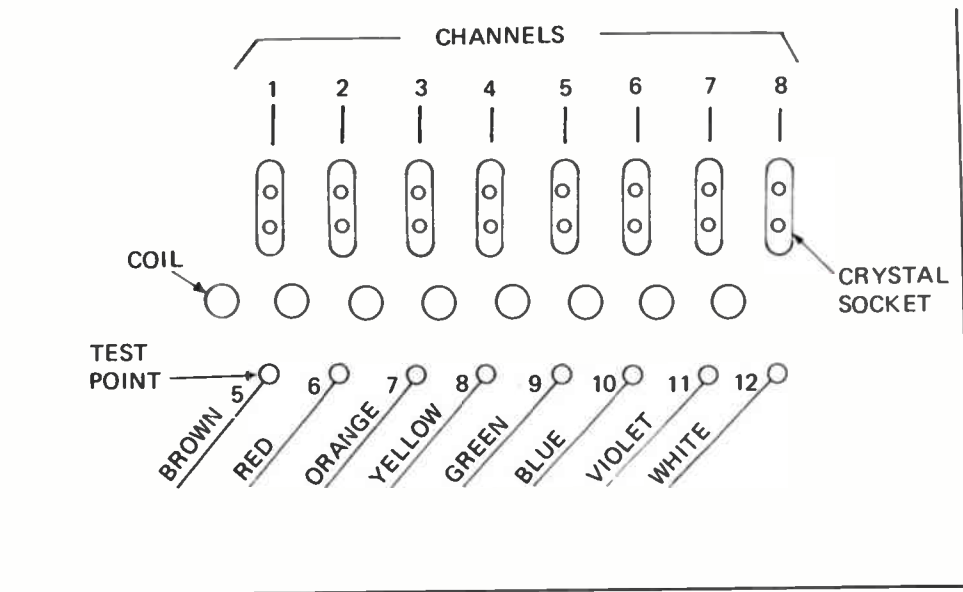 CHANNELS
1 2 3 4 5 6 7 8
COIL
CRYSTAL
SOCKET
TEST
POINT
5 6 7 8 9 10 11 12
BROWN RED ORANGE YELLOW GREEN BLUE VIOLET WHITE